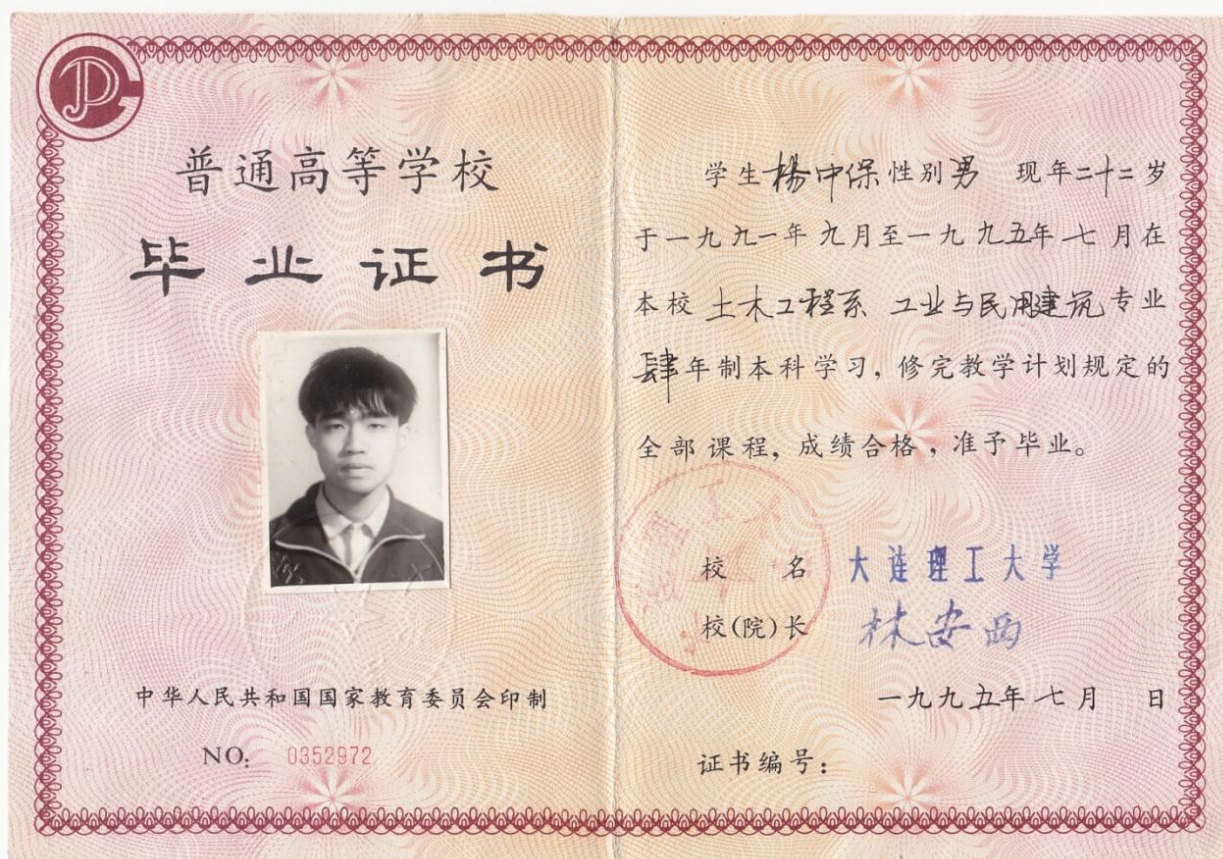 普通高等学校
毕业证书
中华人民共和国国家教育委员会印制
NO: 0352972
学生杨中保性别男 现年二十二岁
于一九九一年九月至一九九五年七月在
本校 土木工程系 工业与民用建筑专业
肆年制本科学习，修完教学计划规定的
全部课程，成绩合格，准予毕业。
校名 大连理工大学
校(院)长 林安西
一九九五年七月 日
证书编号：